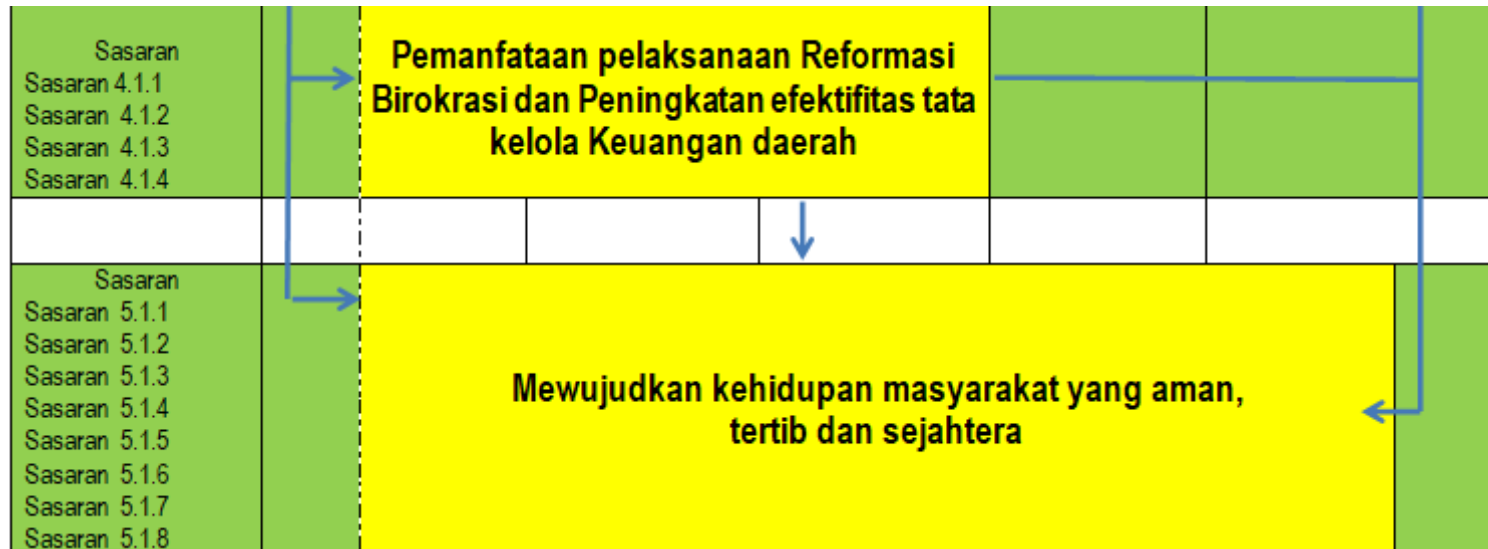 Sasaran
Sasaran 4.1.1
Sasaran 4.1.2
Sasaran 4.1.3
Sasaran 4.1.4
Pemanfataan pelaksanaan Reformasi
Birokrasi dan Peningkatan efektifitas tata
kelola Keuangan daerah
Sasaran
Sasaran 5.1.1
Sasaran 5.1.2
Sasaran 5.1.3
Sasaran 5.1.4
Sasaran 5.1.5
Sasaran 5.1.6
Sasaran 5.1.7
Sasaran 5.1.8
Mewujudkan kehidupan masyarakat yang aman,
tertib dan sejahtera